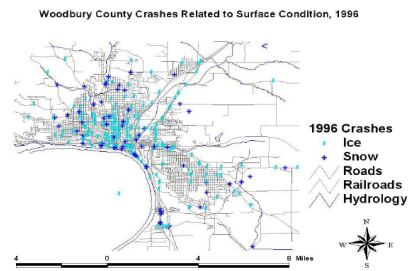 Woodbury County Crashes Related to Surface Condition, 1996
1996 Crashes
Ice
Snow
Roads
Railroads
Hydrology
N
W E
S
4 0 4 8 Miles